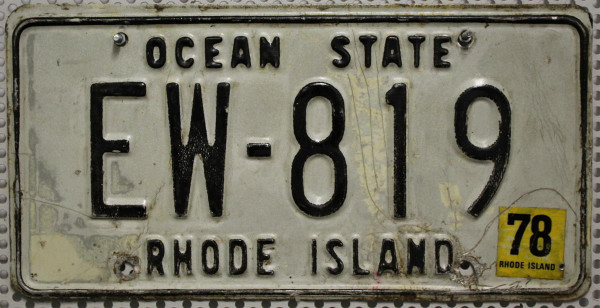 OCEAN STATE
EW-819
RHODE ISLAND
78
RHODE ISLAND